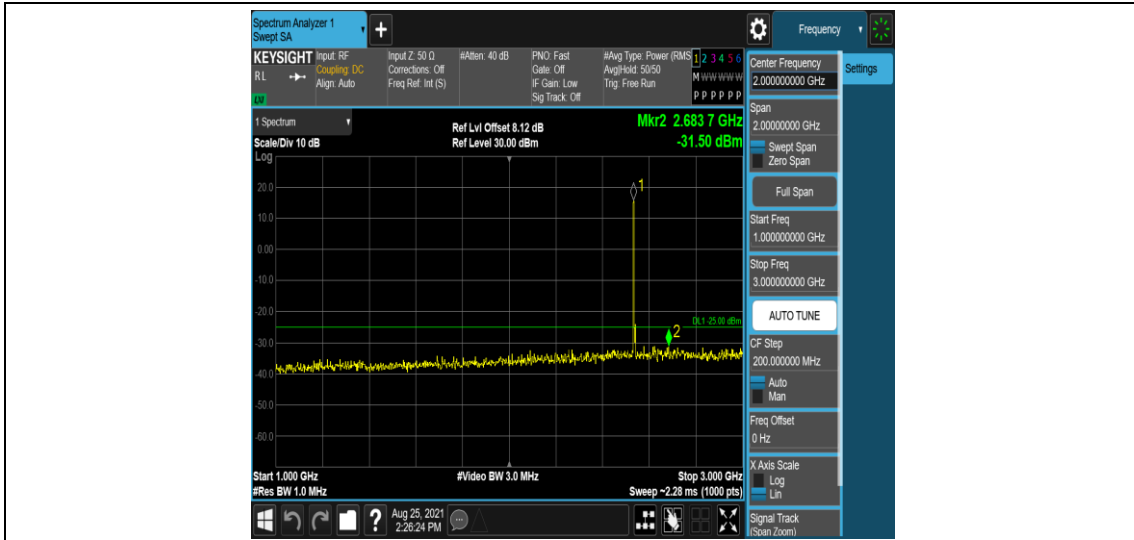 Spectrum Analyzer 1
Swept SA
Frequency
KEYSIGHT
RL
Input: RF
Coupling: DC
Align: Auto
Input Z: 50 Ω
Corrections: Off
Freq Ref: Int (S)
#Atten: 40 dB
PNO: Fast
Gate: Off
IF Gain: Low
Sig Track: Off
#Avg Type: Power (RMS
Avg|Hold: 50/50
Trig: Free Run
1 2 3 4 5 6
M W W W W W
P P P P P P
Center Frequency
2.000000000 GHz
Settings
1 Spectrum
Scale/Div 10 dB
Ref Lvl Offset 8.12 dB
Ref Level 30.00 dBm
Mkr2 2.683 7 GHz
-31.50 dBm
Log
20.0
10.0
0.00
-10.0
-20.0
-30.0
-40.0
-50.0
-60.0
1
DL1 -25.00 dBm
2
Start 1.000 GHz
#Res BW 1.0 MHz
#Video BW 3.0 MHz
Stop 3.000 GHz
Sweep ~2.28 ms (1000 pts)
Span
2.00000000 GHz
Swept Span
Zero Span
Full Span
Start Freq
1.000000000 GHz
Stop Freq
3.000000000 GHz
AUTO TUNE
CF Step
200.000000 MHz
Auto
Man
Freq Offset
0 Hz
X Axis Scale
Log
Lin
Signal Track
(Span Zoom)
?
Aug 25, 2021
2:26:24 PM